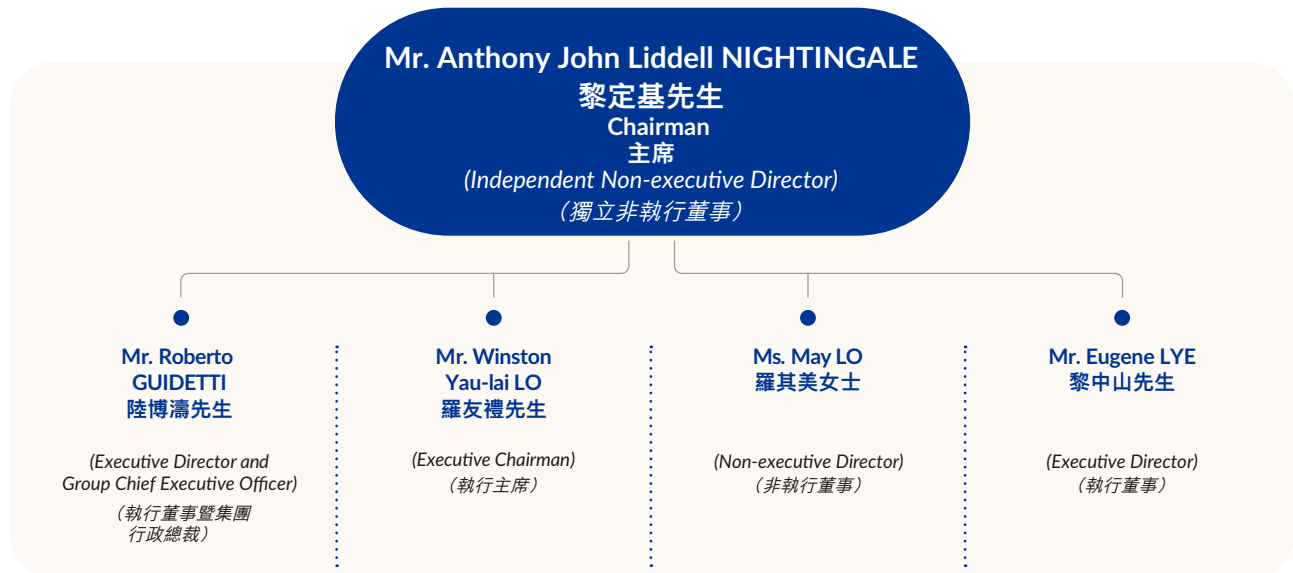 Mr. Anthony John Liddell NIGHTINGALE
黎定基先生
Chairman
主席
(Independent Non-executive Director)
（獨立非執行董事）
Mr. Roberto
GUIDETTI
陸博濤先生
(Executive Director and
Group Chief Executive Officer)
（執行董事暨集團
行政總裁）
Mr. Winston
Yau-lai LO
羅友禮先生
(Executive Chairman)
（執行主席）
Ms. May LO
羅其美女士
(Non-executive Director)
（非執行董事）
Mr. Eugene LYE
黎中山先生
(Executive Director)
（執行董事）